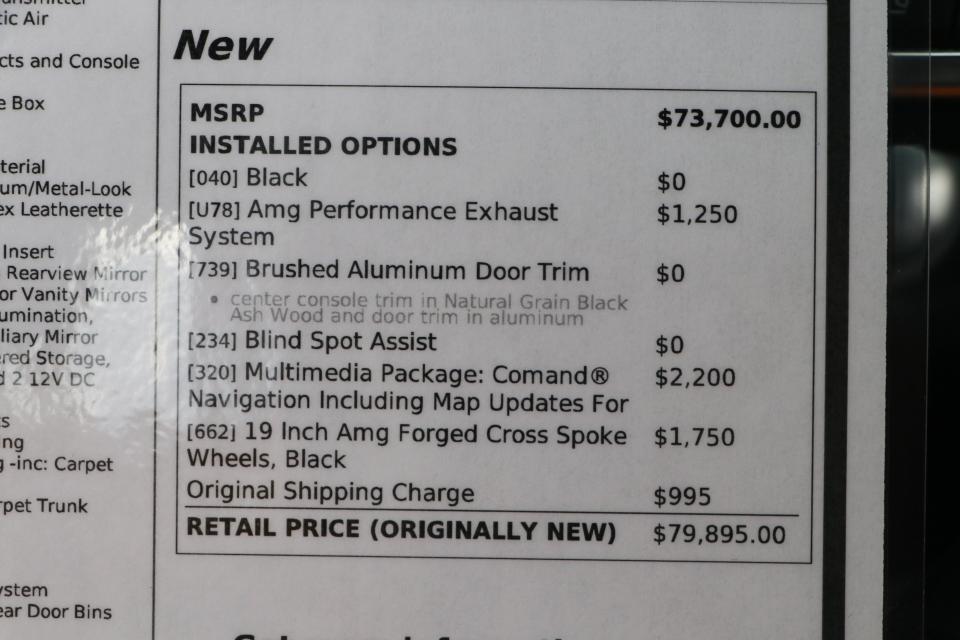 tic Air
cts and Console
e Box
terial
um/Metal-Look
ex Leatherette
Insert
Rearview Mirror
or Vanity Mirrors
umination,
liary Mirror
red Storage,
d 2 12V DC
ts
ng
g -inc: Carpet
rpet Trunk
ystem
ear Door Bins
New
MSRP $73,700.00
INSTALLED OPTIONS
[040] Black $0
[U78] Amg Performance Exhaust $1,250
System
[739] Brushed Aluminum Door Trim $0
• center console trim in Natural Grain Black
Ash Wood and door trim in aluminum
[234] Blind Spot Assist $0
[320] Multimedia Package: Comand® $2,200
Navigation Including Map Updates For
[662] 19 Inch Amg Forged Cross Spoke $1,750
Wheels, Black
Original Shipping Charge $995
RETAIL PRICE (ORIGINALLY NEW) $79,895.00